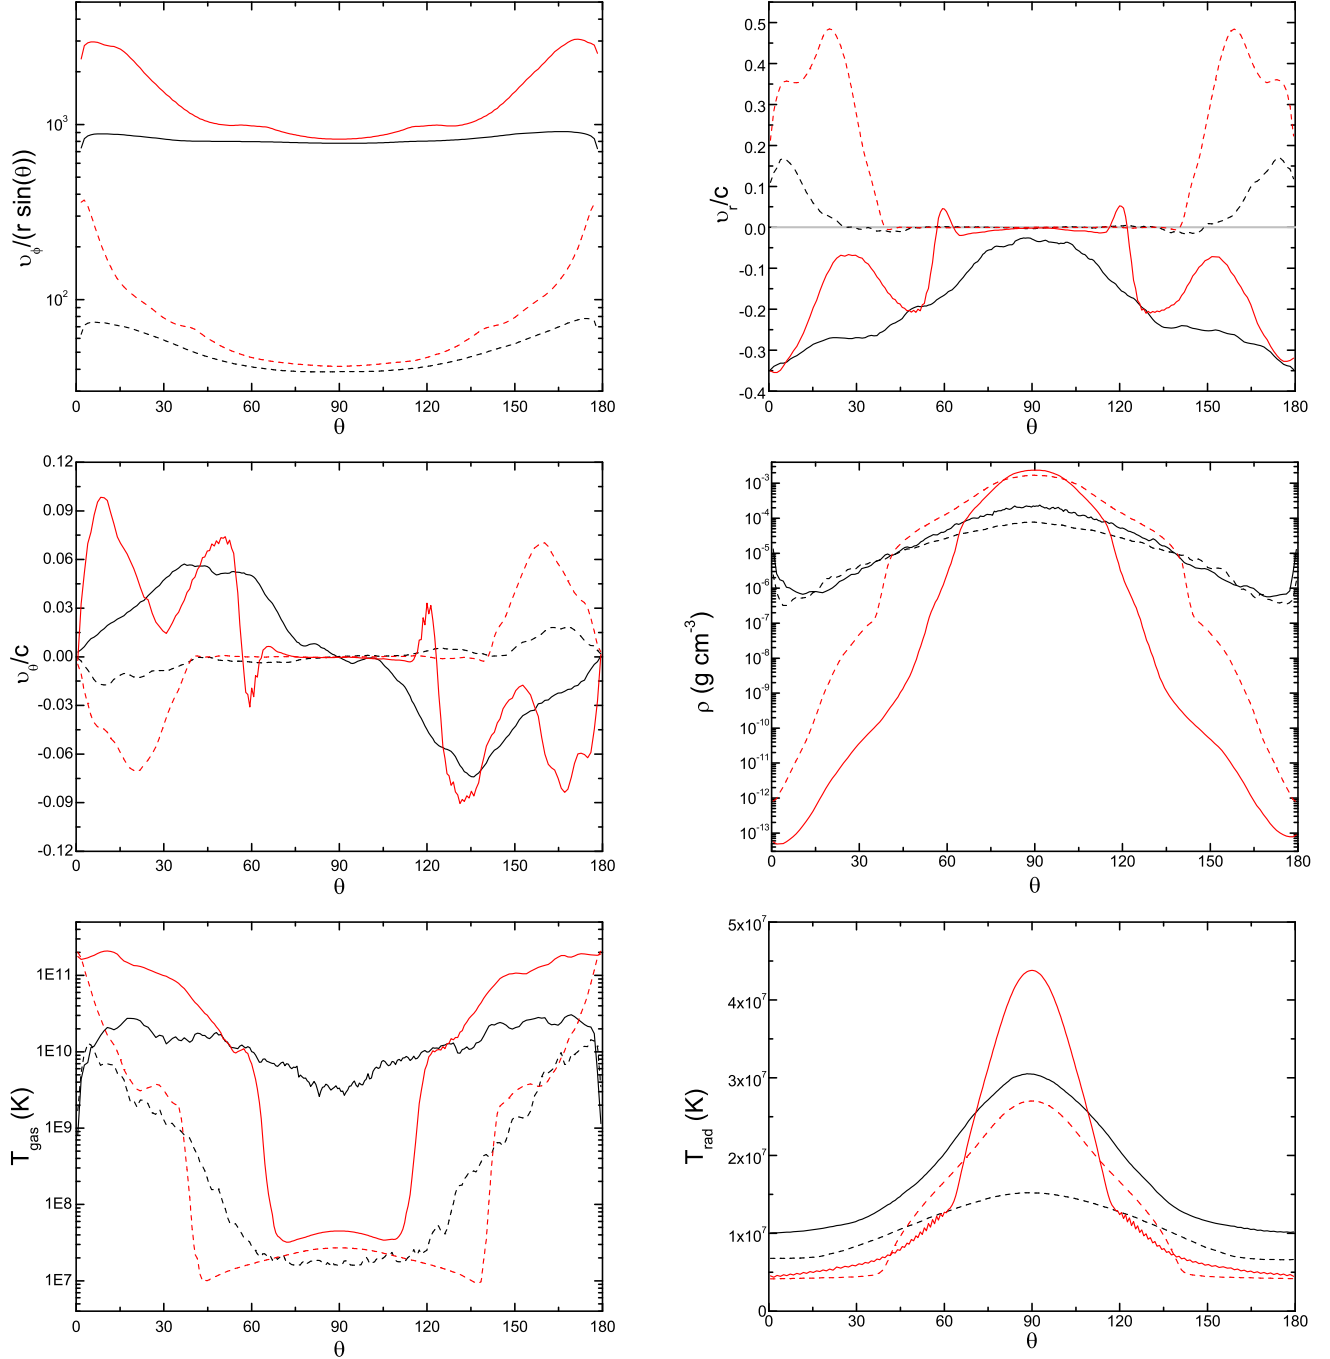 10³
10²
υ_ϕ/(r sin(θ))
0 30 60 90 120 150 180
θ
0.5
0.4
0.3
0.2
0.1
0.0
-0.1
-0.2
-0.3
-0.4
υ_r/c
0 30 60 90 120 150 180
θ
0.12
0.09
0.06
0.03
0.00
-0.03
-0.06
-0.09
-0.12
υ_θ/c
0 30 60 90 120 150 180
θ
10⁻³
10⁻⁴
10⁻⁵
10⁻⁶
10⁻⁷
10⁻⁸
10⁻⁹
10⁻¹⁰
10⁻¹¹
10⁻¹²
10⁻¹³
ρ (g cm⁻³)
0 30 60 90 120 150 180
θ
1E11
1E10
1E9
1E8
1E7
T_gas (K)
0 30 60 90 120 150 180
θ
5x10⁷
4x10⁷
3x10⁷
2x10⁷
1x10⁷
0
T_rad (K)
0 30 60 90 120 150 180
θ